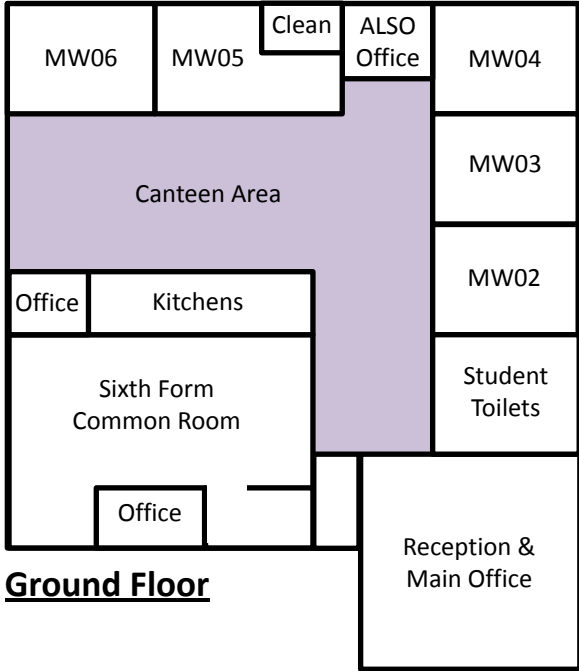 Clean
ALSO
Office
MW06
MW05
MW04
MW03
Canteen Area
MW02
Office
Kitchens
Student
Toilets
Sixth Form
Common Room
Office
Reception &
Main Office
Ground Floor